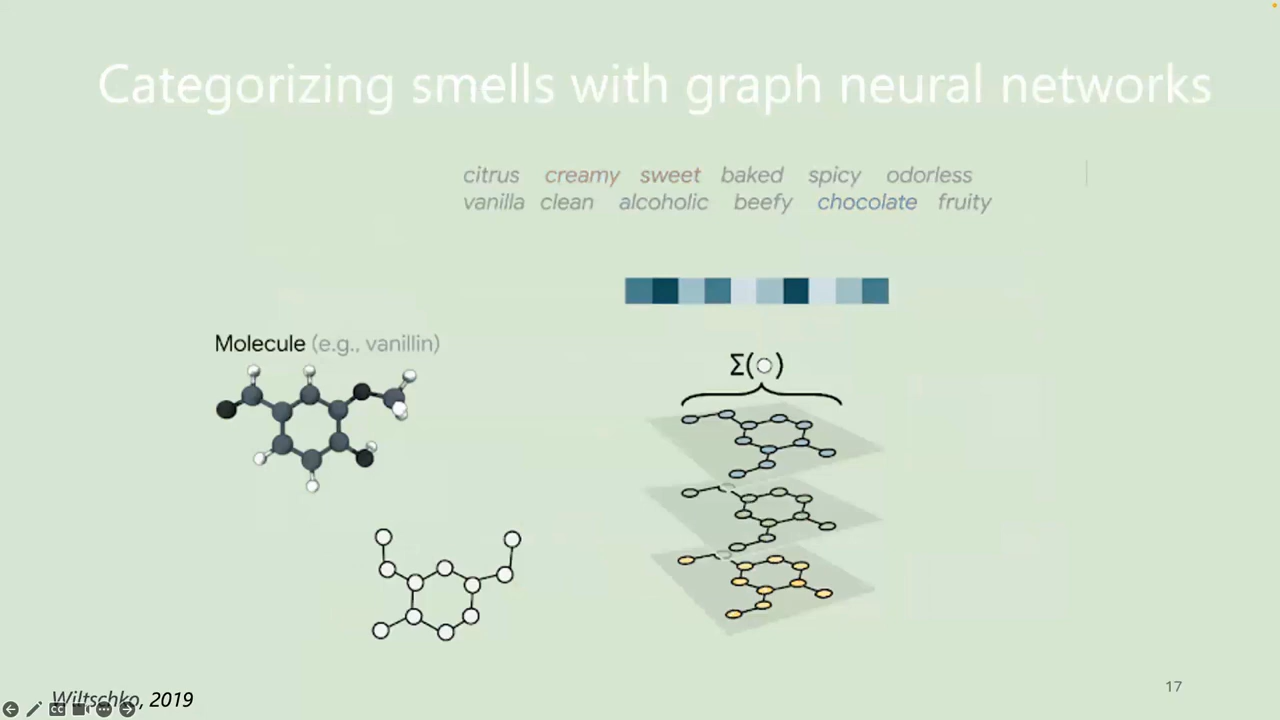 Categorizing smells with graph neural networks
citrus creamy sweet baked spicy odorless
vanilla clean alcoholic beefy chocolate fruity
Molecule (e.g., vanillin)
Σ(○)
Wiltschko, 2019
CC
17